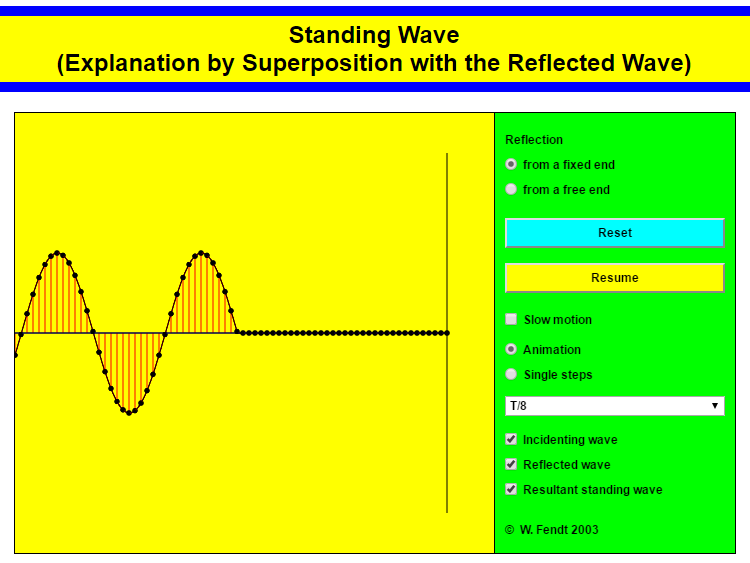 Standing Wave
(Explanation by Superposition with the Reflected Wave)
Reflection
from a fixed end
from a free end
Reset
Resume
Slow motion
Animation
Single steps
T/8
Incidenting wave
Reflected wave
Resultant standing wave
© W. Fendt 2003